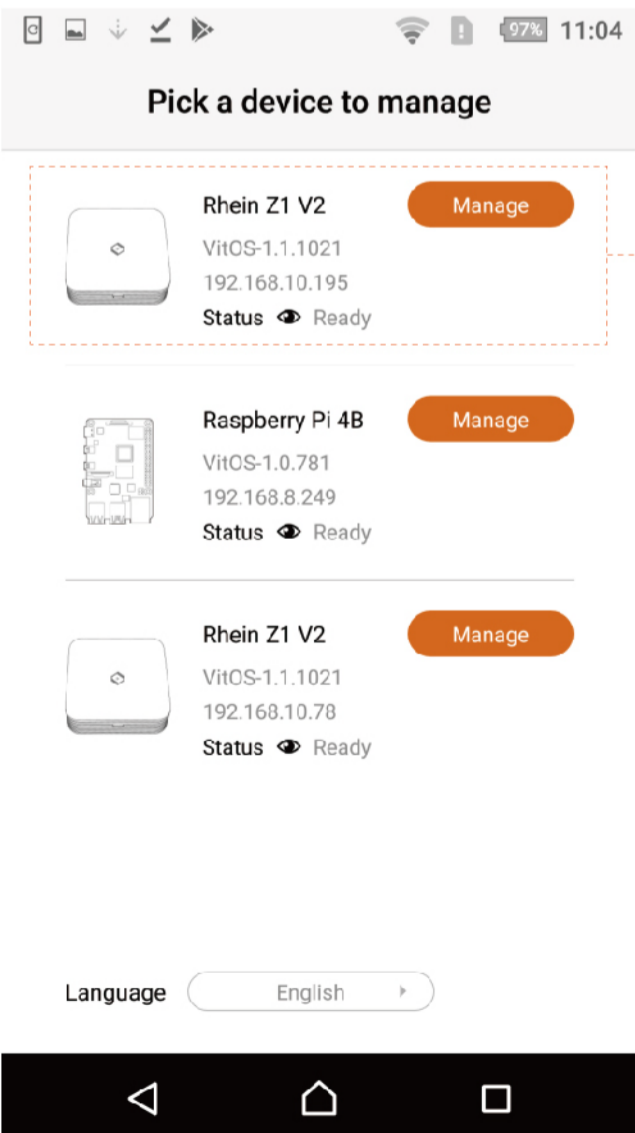 97% 11:04
Pick a device to manage
Rhein Z1 V2 Manage
VitOS-1.1.1021
192.168.10.195
Status Ready
Raspberry Pi 4B Manage
VitOS-1.0.781
192.168.8.249
Status Ready
Rhein Z1 V2 Manage
VitOS-1.1.1021
192.168.10.78
Status Ready
Language English